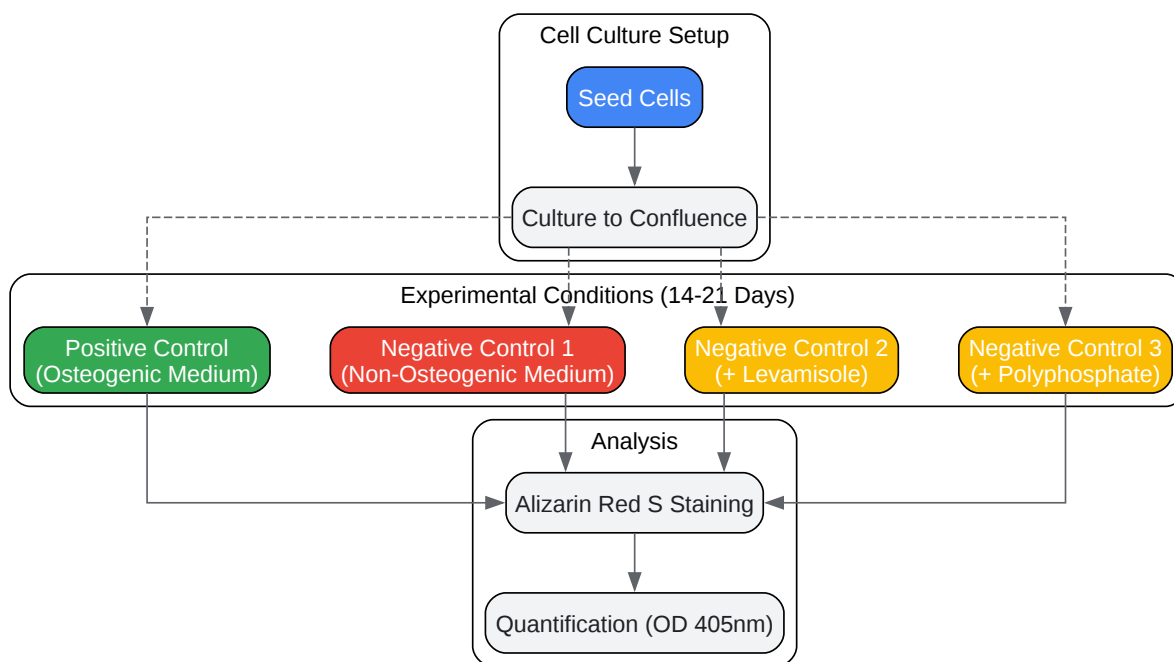 Cell Culture Setup
Seed Cells
Culture to Confluence
Experimental Conditions (14-21 Days)
Positive Control
(Osteogenic Medium)
Negative Control 1
(Non-Osteogenic Medium)
Negative Control 2
(+ Levamisole)
Negative Control 3
(+ Polyphosphate)
Analysis
Alizarin Red S Staining
Quantification (OD 405nm)